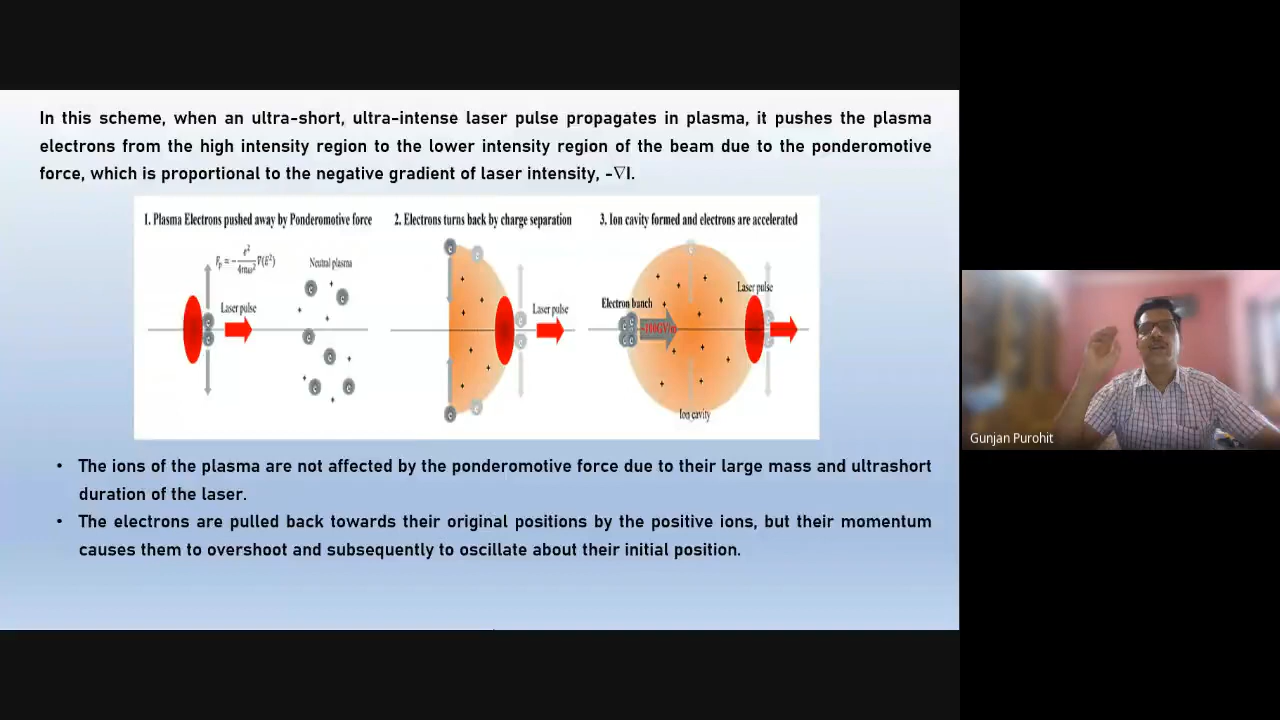 In this scheme, when an ultra-short, ultra-intense laser pulse propagates in plasma, it pushes the plasma
electrons from the high intensity region to the lower intensity region of the beam due to the ponderomotive
force, which is proportional to the negative gradient of laser intensity, -∇I.
1. Plasma Electrons pushed away by Ponderomotive force
2. Electrons turns back by charge separation
3. Ion cavity formed and electrons are accelerated
Neutral plasma
Laser pulse
Laser pulse
Laser pulse
Electron bunch
Ion cavity
• The ions of the plasma are not affected by the ponderomotive force due to their large mass and ultrashort
duration of the laser.
• The electrons are pulled back towards their original positions by the positive ions, but their momentum
causes them to overshoot and subsequently to oscillate about their initial position.
Gunjan Purohit